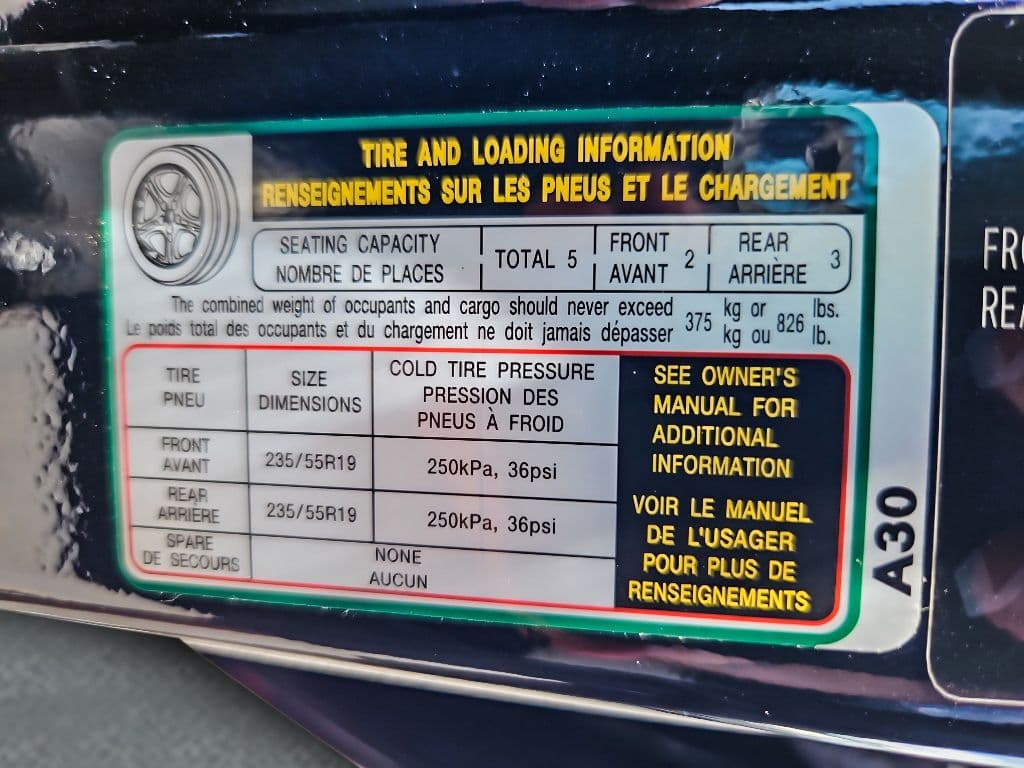 TIRE AND LOADING INFORMATION
RENSEIGNEMENTS SUR LES PNEUS ET LE CHARGEMENT
SEATING CAPACITY
NOMBRE DE PLACES
TOTAL 5
FRONT
AVANT
2
REAR
ARRIÈRE
3
The combined weight of occupants and cargo should never exceed
Le poids total des occupants et du chargement ne doit jamais dépasser
375
kg or
kg ou
826
lbs.
lb.
TIRE
PNEU
SIZE
DIMENSIONS
COLD TIRE PRESSURE
PRESSION DES
PNEUS À FROID
FRONT
AVANT
235/55R19
250kPa, 36psi
REAR
ARRIÈRE
235/55R19
250kPa, 36psi
SPARE
DE SECOURS
NONE
AUCUN
SEE OWNER'S
MANUAL FOR
ADDITIONAL
INFORMATION
VOIR LE MANUEL
DE L'USAGER
POUR PLUS DE
RENSEIGNEMENTS
A30